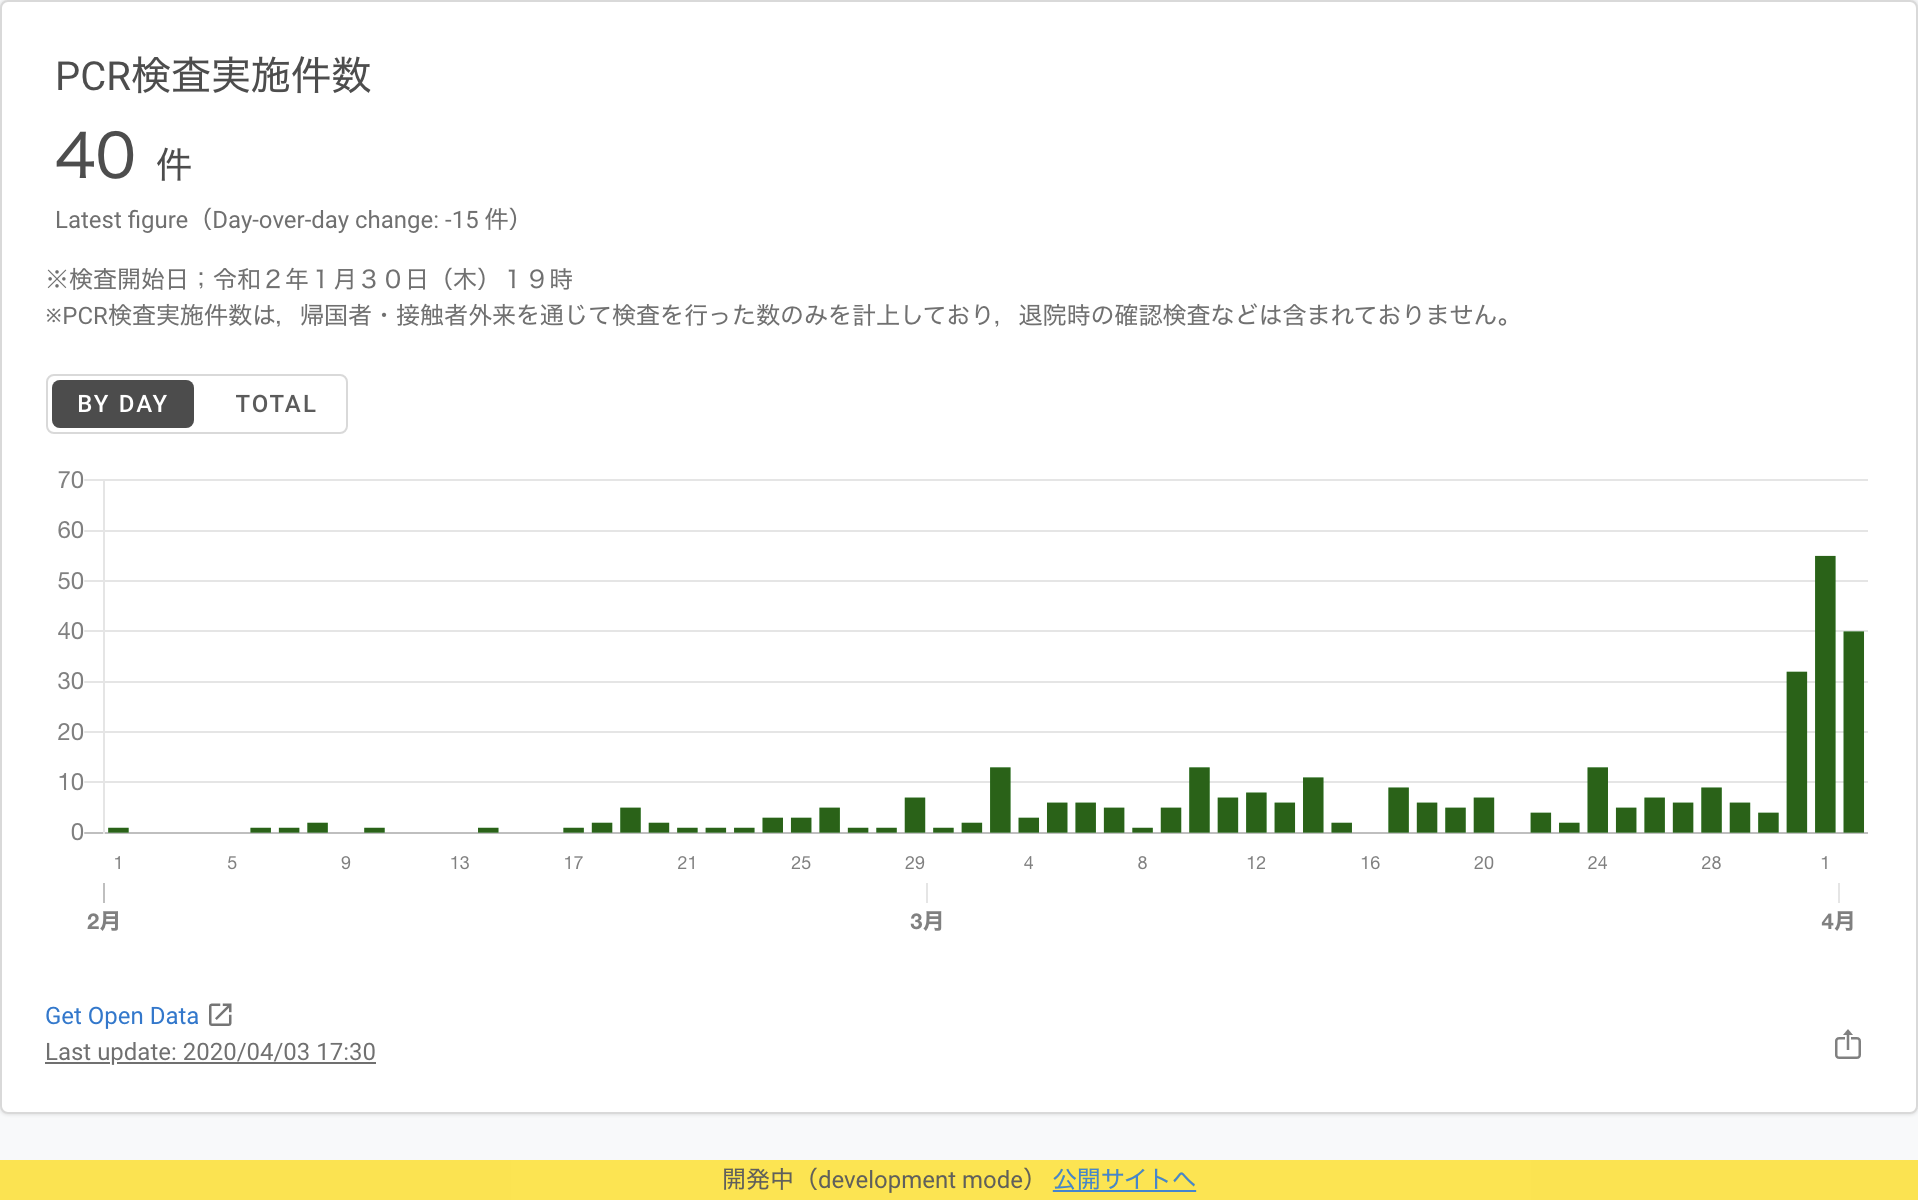 PCR検査実施件数
40 件
Latest figure（Day-over-day change: -15 件）
※検査開始日；令和２年１月３０日（木）１９時
※PCR検査実施件数は，帰国者・接触者外来を通じて検査を行った数のみを計上しており，退院時の確認検査などは含まれておりません。
BY DAY TOTAL
70
60
50
40
30
20
10
0
1 5 9 13 17 21 25 29 4 8 12 16 20 24 28 1
2月 3月 4月
Get Open Data
Last update: 2020/04/03 17:30
開発中（development mode） 公開サイトへ